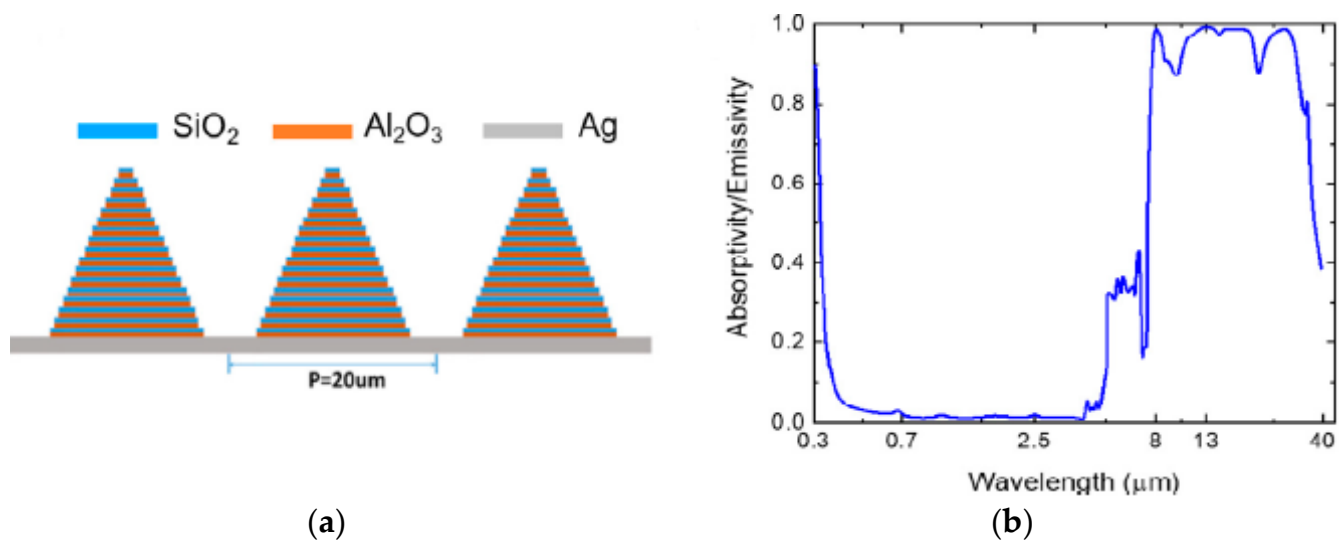 SiO₂ Al₂O₃ Ag
P=20um
(a)
Absorptivity/Emissivity
1.0
0.8
0.6
0.4
0.2
0.0
0.3 0.7 2.5 8 13 40
Wavelength (μm)
(b)